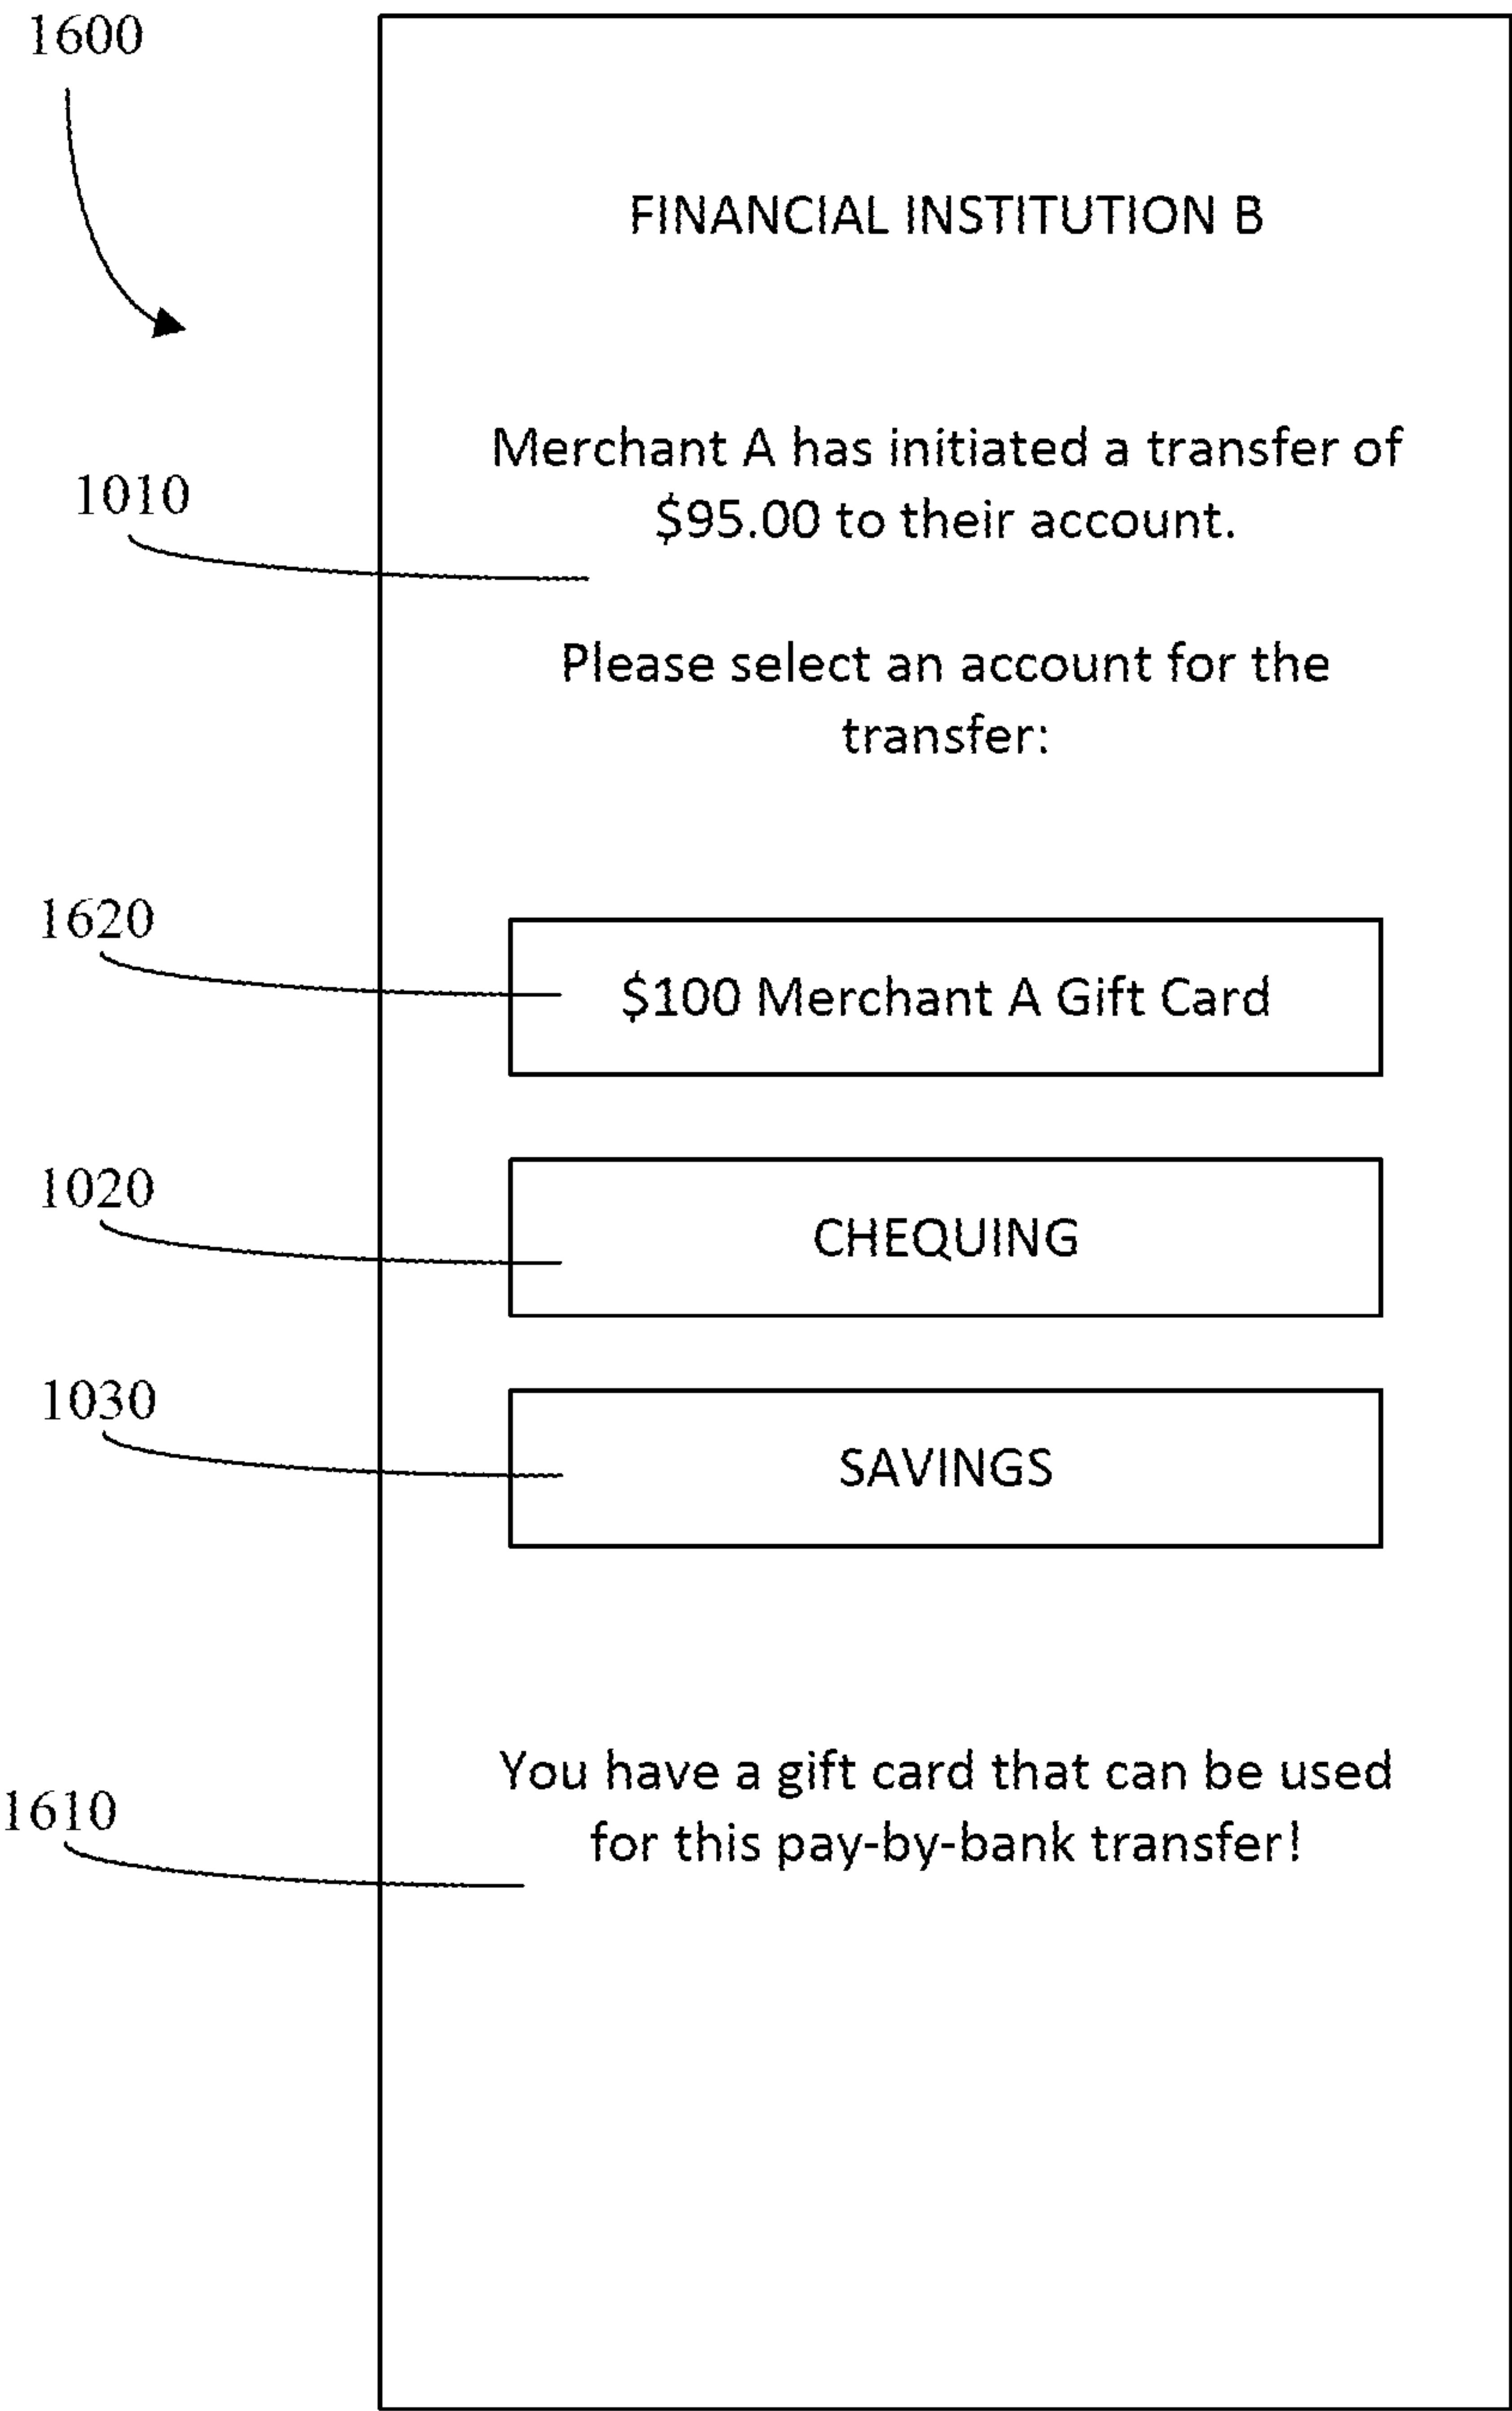 1600
FINANCIAL INSTITUTION B
Merchant A has initiated a transfer of
1010
$95.00 to their account.
Please select an account for the
transfer:
1620
$100 Merchant A Gift Card
1020
CHEQUING
1030
SAVINGS
You have a gift card that can be used
1610
for this pay-by-bank transfer!